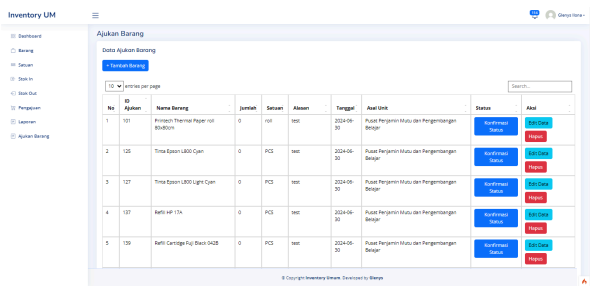 Inventory UM
Glenys Ilona
Dashboard
Barang
Satuan
Stok In
Stok Out
Pengajuan
Laporan
Ajukan Barang
Ajukan Barang
Data Ajukan Barang
+ Tambah Barang
10 entries per page
Search...
No ID Ajukan Nama Barang Jumlah Satuan Alasan Tanggal Asal Unit Status Aksi
1 101 Printech Thermal Paper roll 80x80cm 0 roll test 2024-06-30 Pusat Penjamin Mutu dan Pengembangan Belajar Konfirmasi Status Edit Data Hapus
2 125 Tinta Epson L800 Cyan 0 PCS test 2024-06-30 Pusat Penjamin Mutu dan Pengembangan Belajar Konfirmasi Status Edit Data Hapus
3 127 Tinta Epson L800 Light Cyan 0 PCS test 2024-06-30 Pusat Penjamin Mutu dan Pengembangan Belajar Konfirmasi Status Edit Data Hapus
4 137 Refill HP 17A 0 PCS test 2024-06-30 Pusat Penjamin Mutu dan Pengembangan Belajar Konfirmasi Status Edit Data Hapus
5 139 Refill Cartidge Fuji Black 0 PCS test 2024-06-30 Pusat Penjamin Mutu dan Pengembangan Belajar Konfirmasi Status Edit Data Hapus
© Copyright Inventory Umum. Developed by Glenys